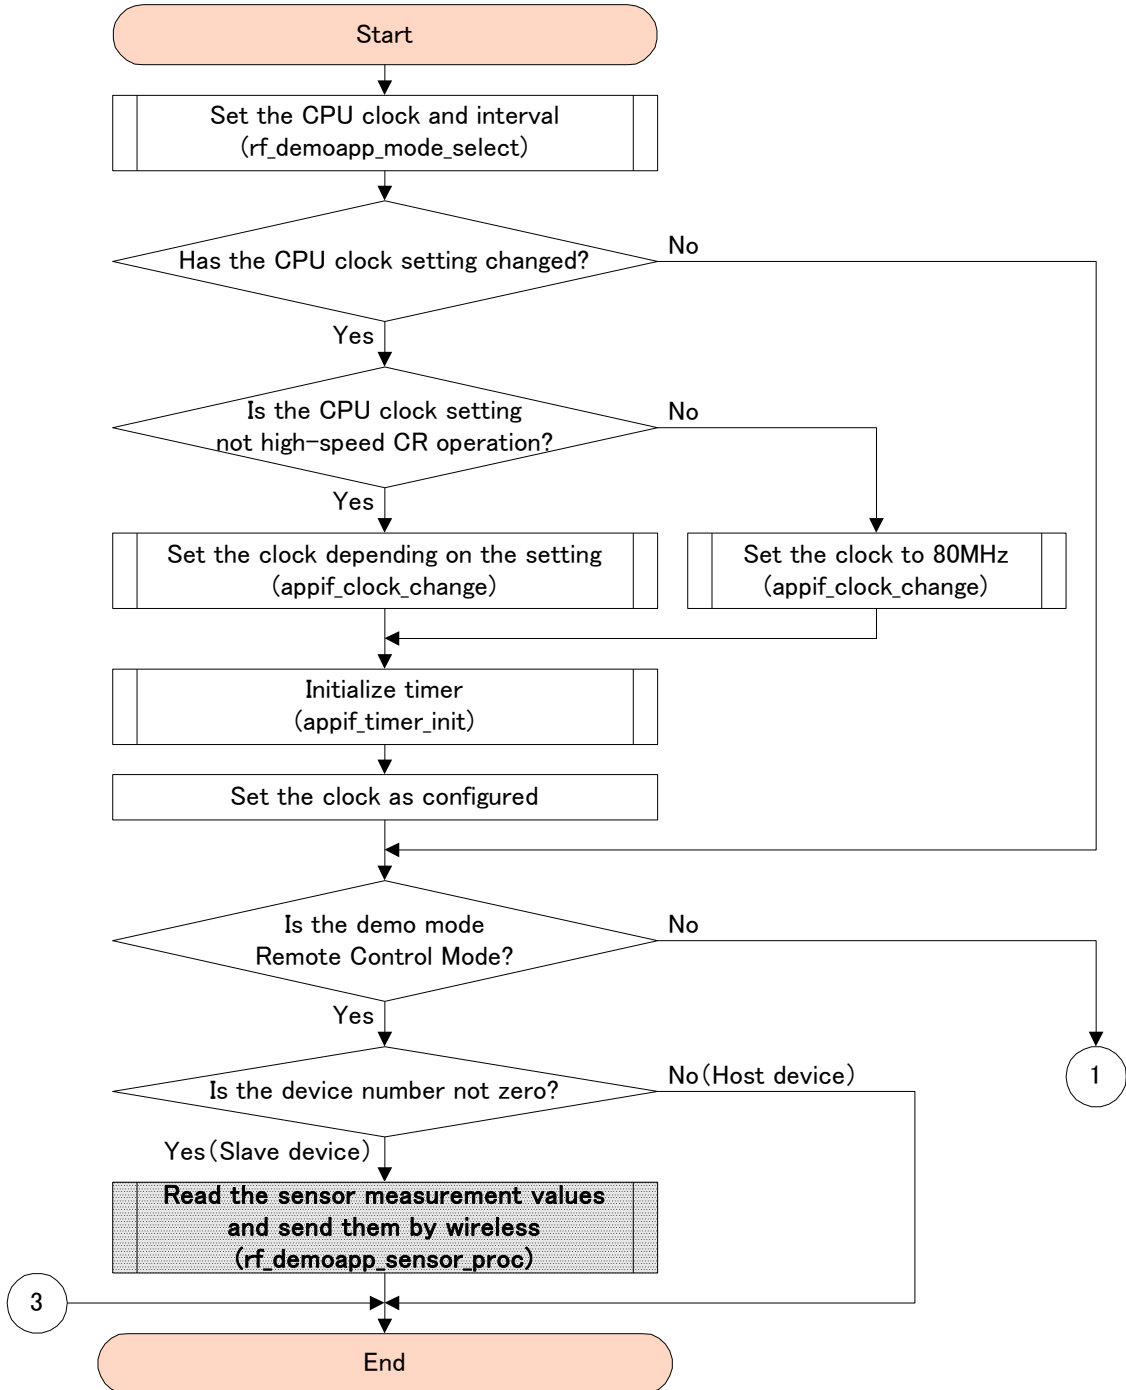 Start
Set the CPU clock and interval
(rf_demoapp_mode_select)
Has the CPU clock setting changed?
No
Yes
Is the CPU clock setting
not high-speed CR operation?
No
Yes
Set the clock depending on the setting
(appif_clock_change)
Set the clock to 80MHz
(appif_clock_change)
Initialize timer
(appif_timer_init)
Set the clock as configured
Is the demo mode
Remote Control Mode?
No
Yes
1
Is the device number not zero?
No(Host device)
Yes(Slave device)
Read the sensor measurement values
and send them by wireless
(rf_demoapp_sensor_proc)
3
End